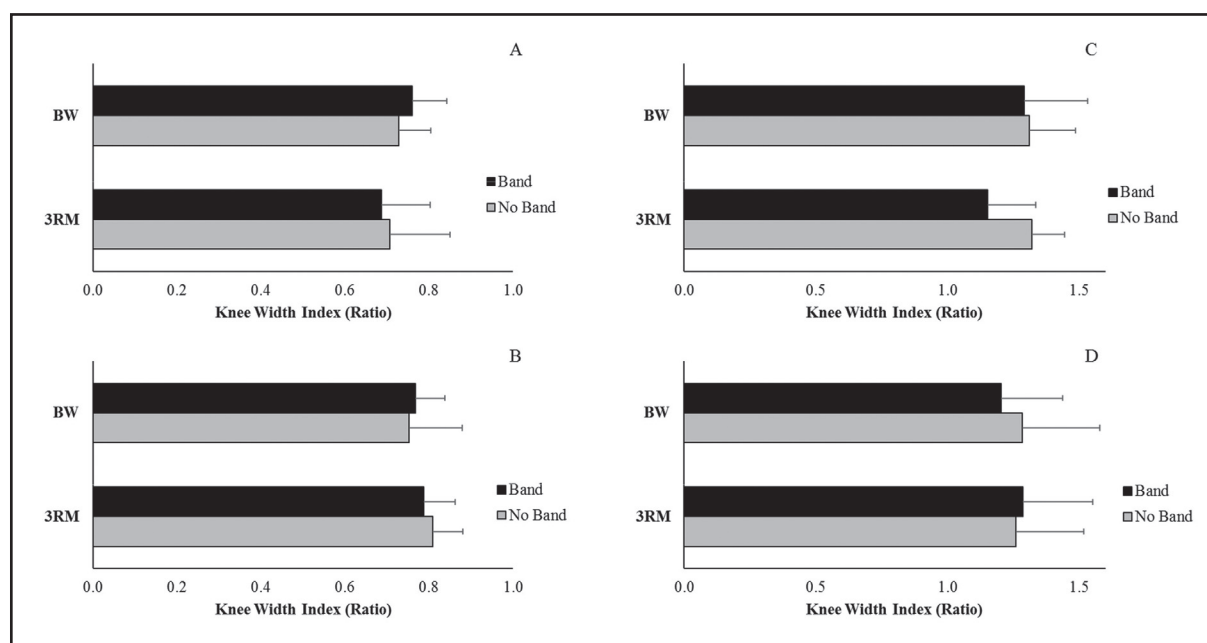 A
BW
Band
No Band
3RM
0.0 0.2 0.4 0.6 0.8 1.0
Knee Width Index (Ratio)
B
BW
Band
No Band
3RM
0.0 0.2 0.4 0.6 0.8 1.0
Knee Width Index (Ratio)
C
BW
Band
No Band
3RM
0.0 0.5 1.0 1.5
Knee Width Index (Ratio)
D
BW
Band
No Band
3RM
0.0 0.5 1.0 1.5
Knee Width Index (Ratio)